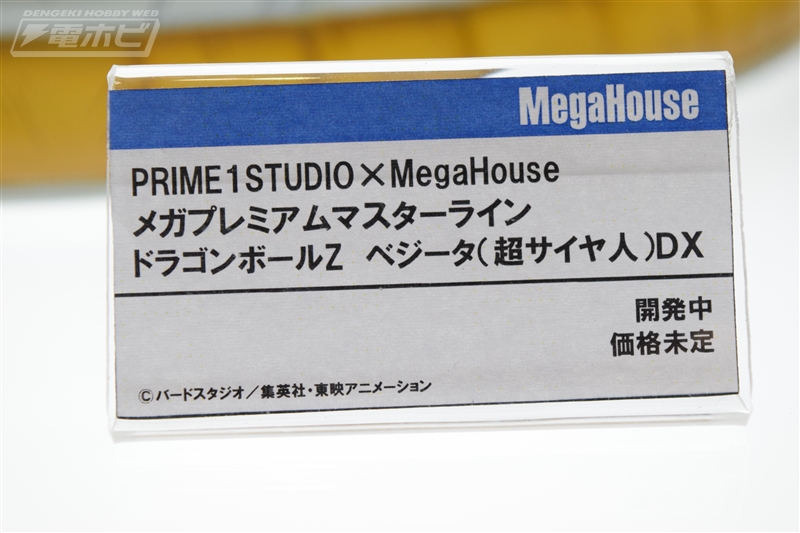 DENGEKI HOBBY WEB
電ホビ
MegaHouse
PRIME1STUDIO×MegaHouse
メガプレミアムマスターライン
ドラゴンボールZ ベジータ(超サイヤ人)DX
開発中
価格未定
©バードスタジオ/集英社・東映アニメーション